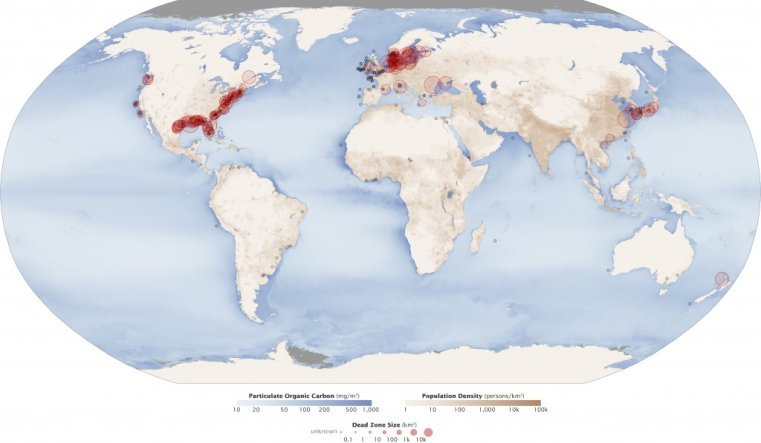 Particulate Organic Carbon (mg/m³)
10 20 50 100 200 500 1,000
Population Density (persons/km²)
1 10 100 1,000 10k 100k
Dead Zone Size (km²)
unknown 0.1 1 10 100 1k 10k